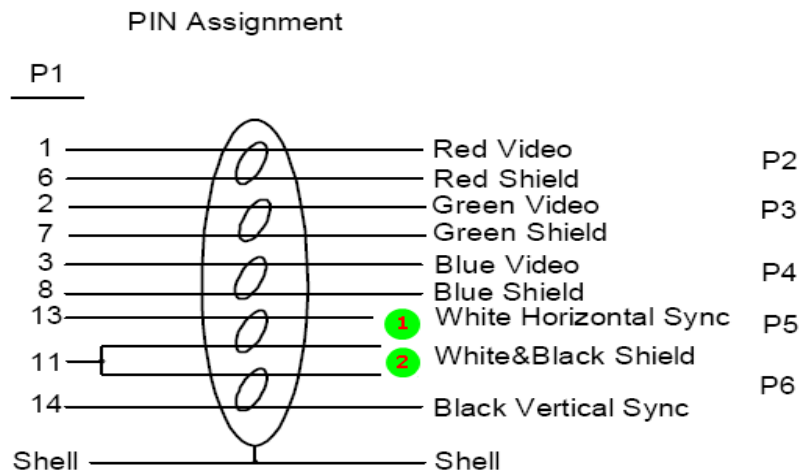 PIN Assignment
P1
1 Red Video P2
6 Red Shield
2 Green Video P3
7 Green Shield
3 Blue Video P4
8 Blue Shield
13 1 White Horizontal Sync P5
11 2 White&Black Shield
P6
14 Black Vertical Sync
Shell Shell